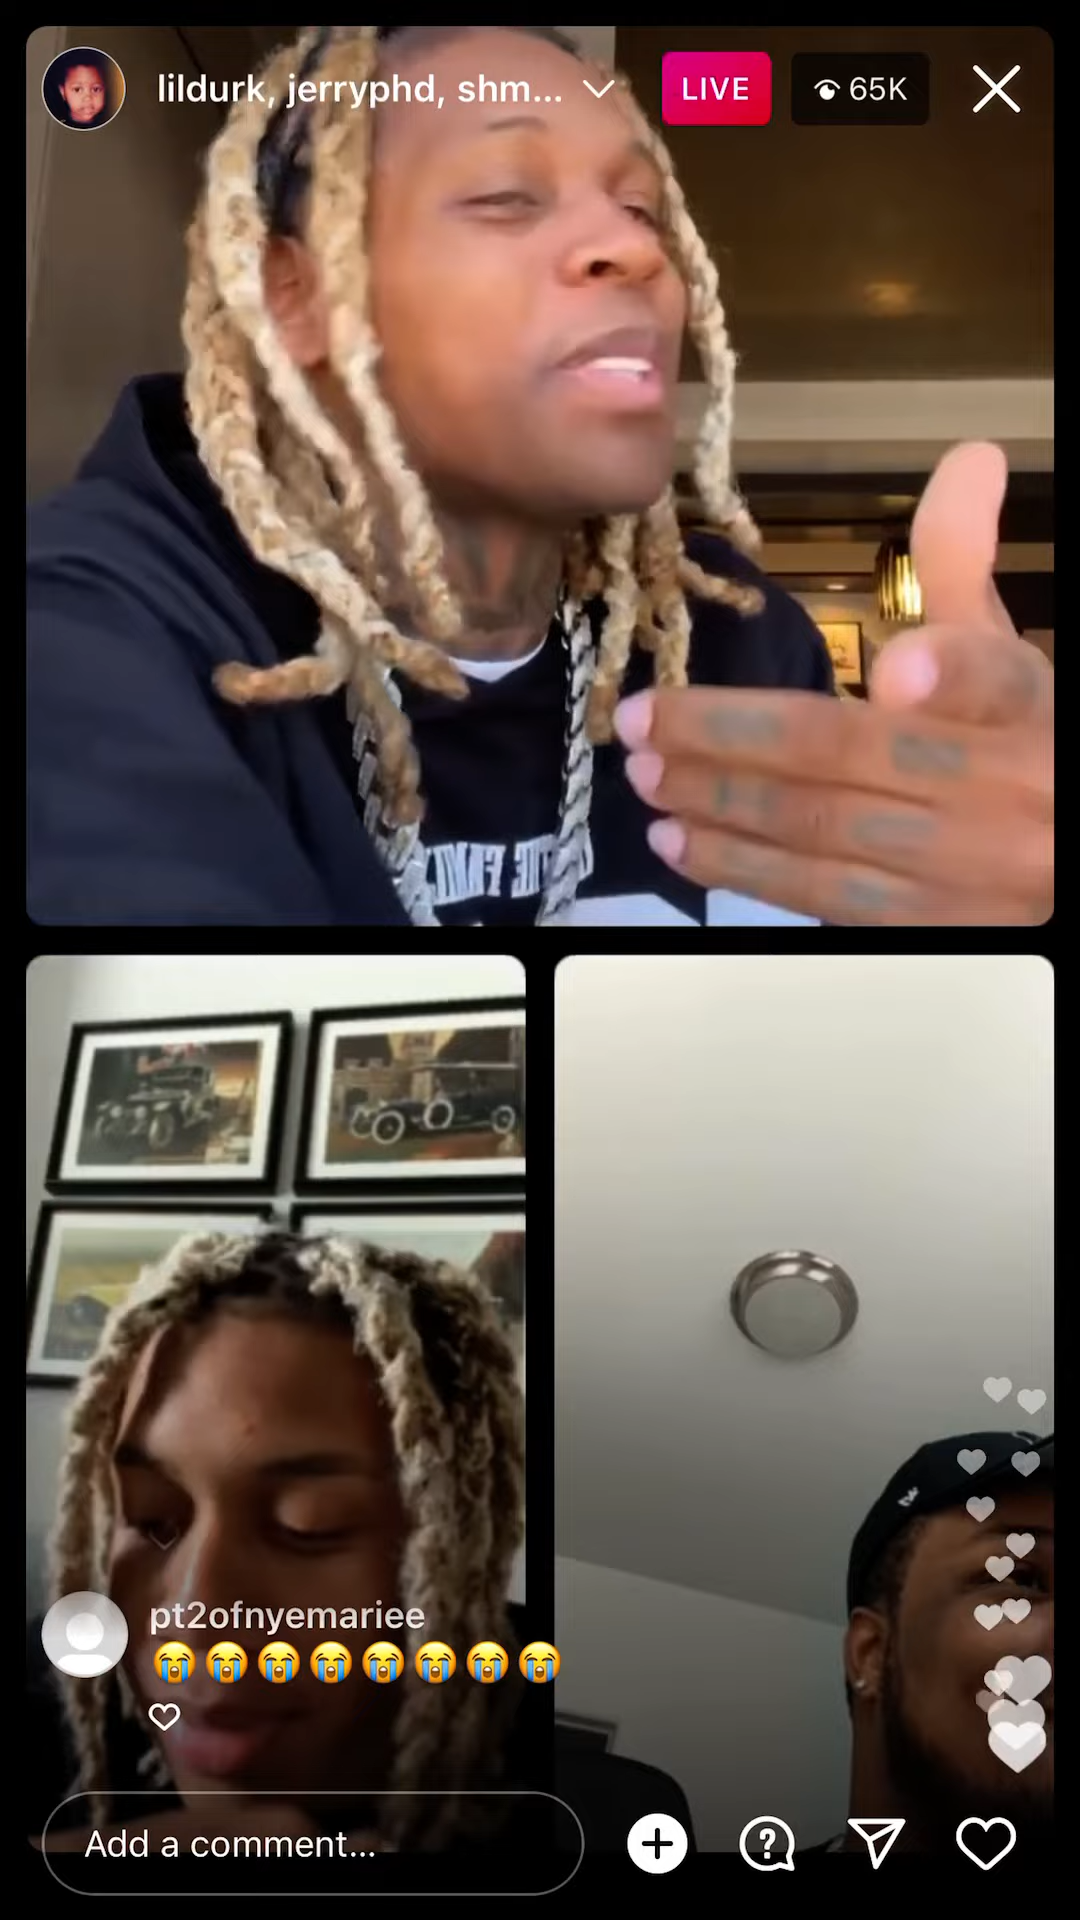 lildurk, jerryphd, shm...
LIVE
65K
pt2ofnyemariee
😭😭😭😭😭😭😭😭
Add a comment...